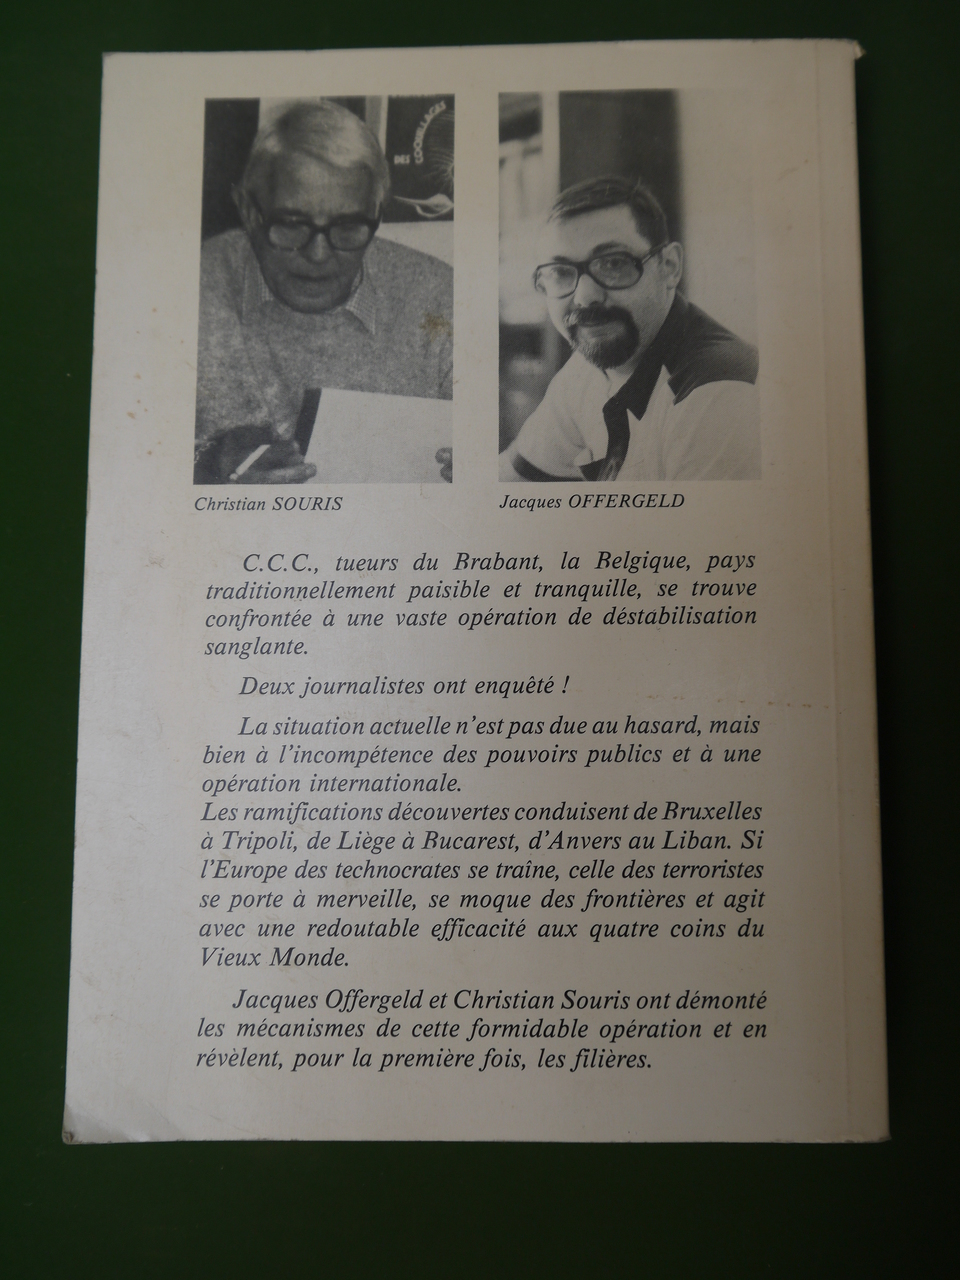 DES
COQUILLAGES
Christian SOURIS
Jacques OFFERGELD
C.C.C., tueurs du Brabant, la Belgique, pays
traditionnellement paisible et tranquille, se trouve
confrontée à une vaste opération de déstabilisation
sanglante.
Deux journalistes ont enquêté !
La situation actuelle n'est pas due au hasard, mais
bien à l'incompétence des pouvoirs publics et à une
opération internationale.
Les ramifications découvertes conduisent de Bruxelles
à Tripoli, de Liège à Bucarest, d'Anvers au Liban. Si
l'Europe des technocrates se traîne, celle des terroristes
se porte à merveille, se moque des frontières et agit
avec une redoutable efficacité aux quatre coins du
Vieux Monde.
Jacques Offergeld et Christian Souris ont démonté
les mécanismes de cette formidable opération et en
révèlent, pour la première fois, les filières.